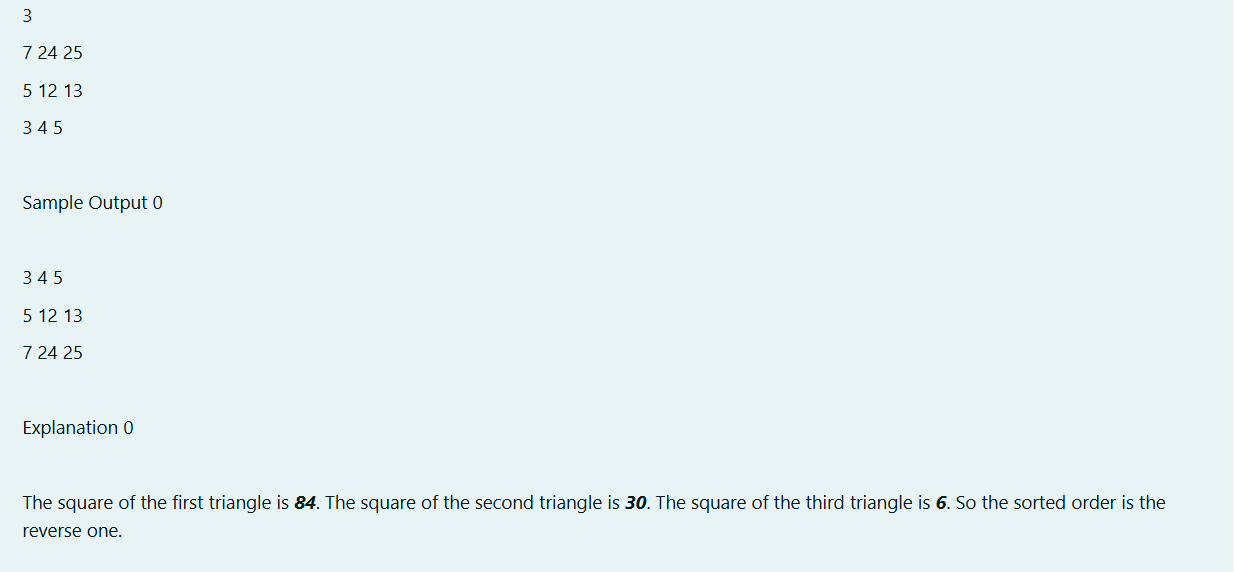 3
7 24 25
5 12 13
3 4 5
Sample Output 0
3 4 5
5 12 13
7 24 25
Explanation 0
The square of the first triangle is 84. The square of the second triangle is 30. The square of the third triangle is 6. So the sorted order is the
reverse one.